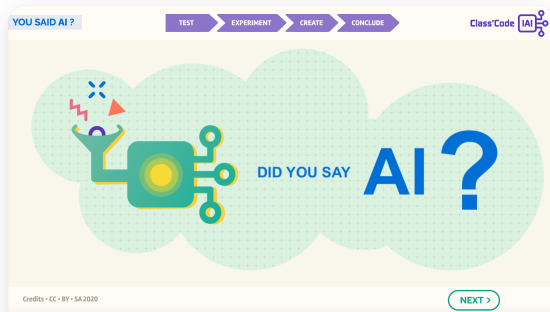 YOU SAID AI ?
TEST
EXPERIMENT
CREATE
CONCLUDE
Class'Code IAI
DID YOU SAY AI ?
Credits • CC • BY • SA 2020
NEXT >